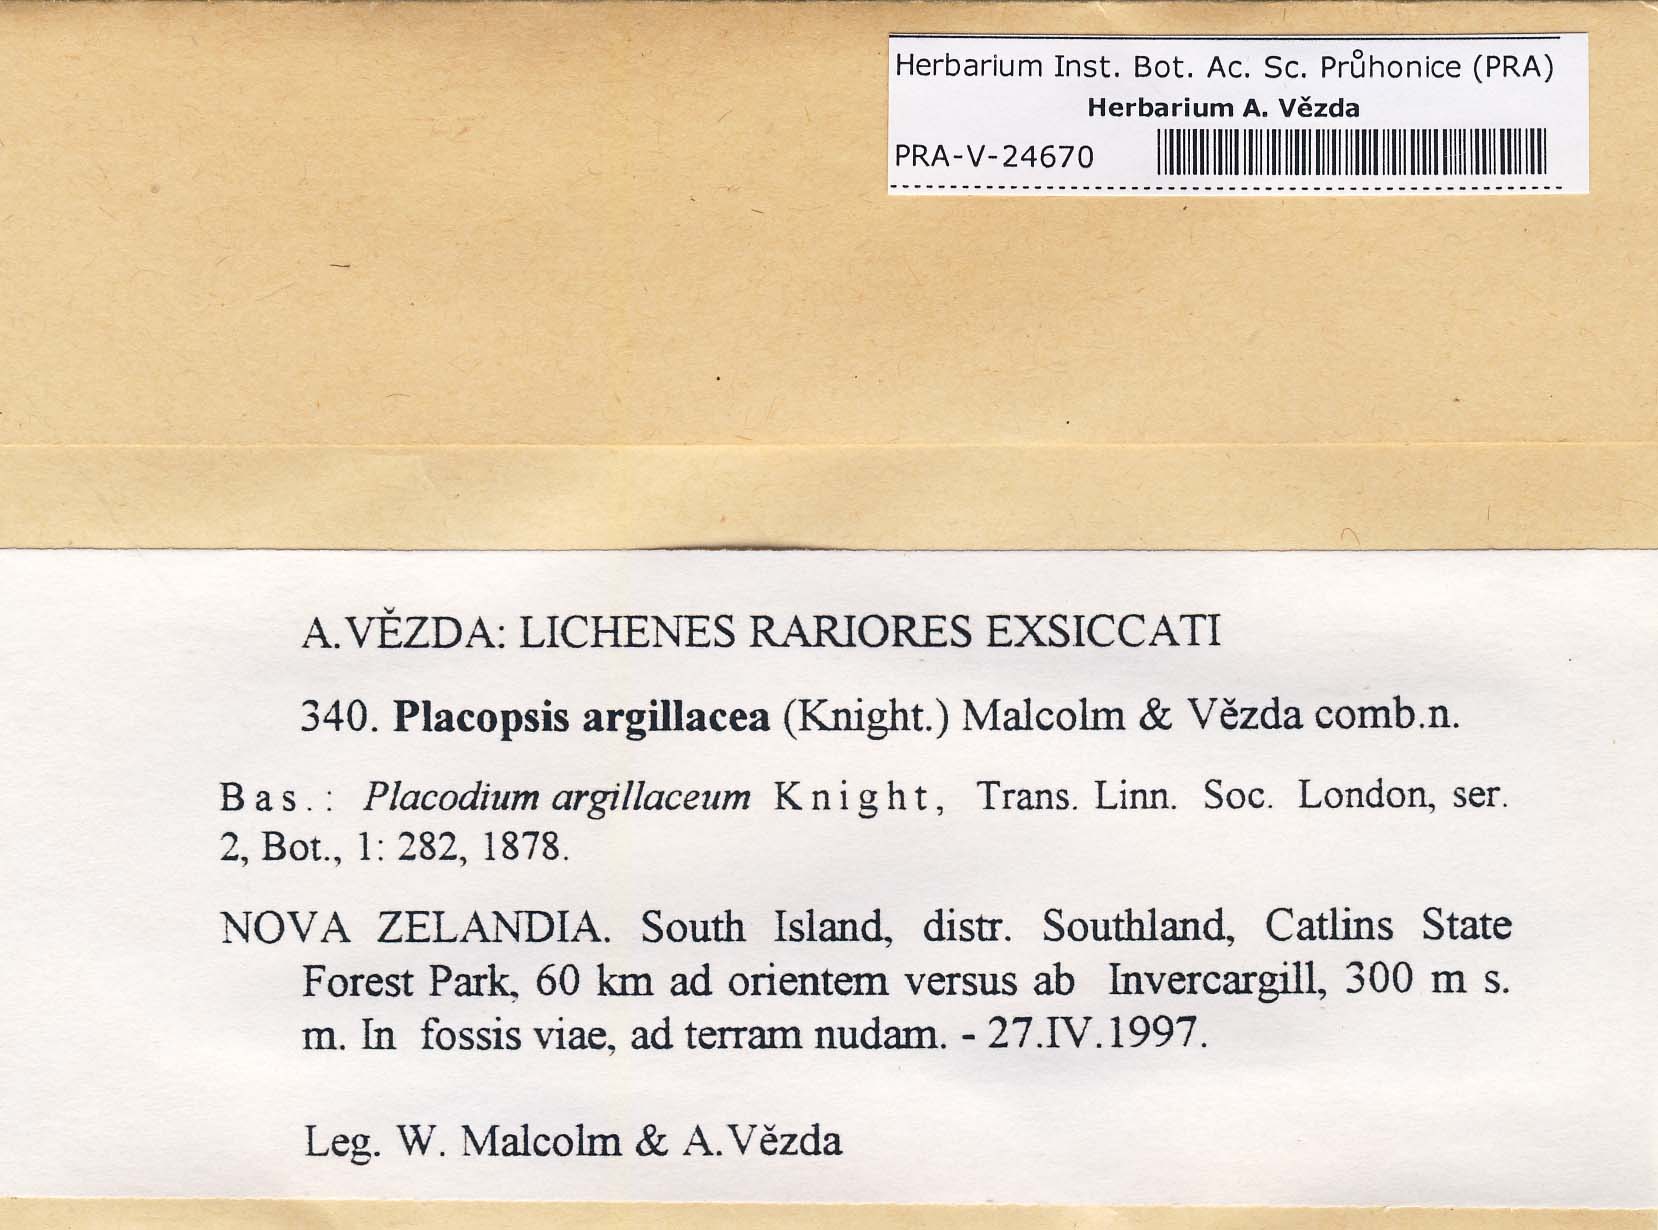 Herbarium Inst. Bot. Ac. Sc. Průhonice (PRA)
Herbarium A. Vězda
PRA-V-24670
A.VĚZDA: LICHENES RARIORES EXSICCATI
340. Placopsis argillacea (Knight.) Malcolm & Vězda comb.n.
Bas.: Placodium argillaceum Knight, Trans. Linn. Soc. London, ser.
2, Bot., 1: 282, 1878.
NOVA ZELANDIA. South Island, distr. Southland, Catlins State
Forest Park, 60 km ad orientem versus ab Invercargill, 300 m s.
m. In fossis viae, ad terram nudam. - 27.IV.1997.
Leg. W. Malcolm & A.Vězda